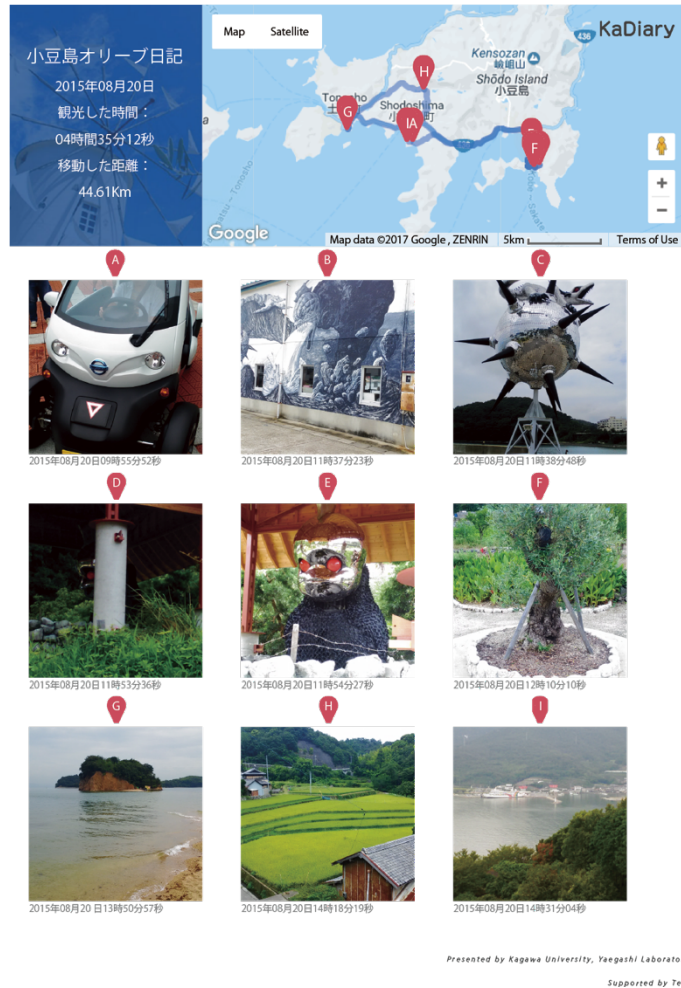 小豆島オリーブ日記
2015年08月20日
観光した時間：
04時間35分12秒
移動した距離：
44.61Km
Map
Satellite
KaDiary
436
Kensozan
Shōdo Island
小豆島
H
Tonosho
G
Shodoshima
IA
F
Google
Map data ©2017 Google , ZENRIN
5km
Terms of Use
A
B
C
2015年08月20日09時55分52秒
2015年08月20日11時37分23秒
2015年08月20日11時38分48秒
D
E
F
2015年08月20日11時53分36秒
2015年08月20日11時54分27秒
2015年08月20日12時10分10秒
G
H
I
2015年08月20 日13時50分57秒
2015年08月20日14時18分19秒
2015年08月20日14時31分04秒
Presented by Kagawa University, Yaegashi Laborato
Supported by Te